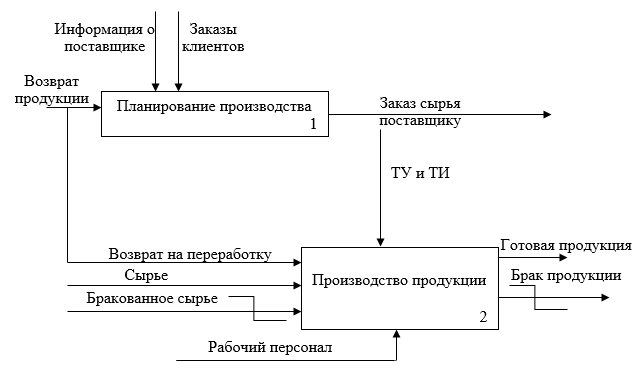 Информация о
поставщике
Заказы
клиентов
Возврат
продукции
Планирование производства
1
Заказ сырья
поставщику
ТУ и ТИ
Возврат на переработку
Сырье
Бракованное сырье
Производство продукции
2
Готовая продукция
Брак продукции
Рабочий персонал